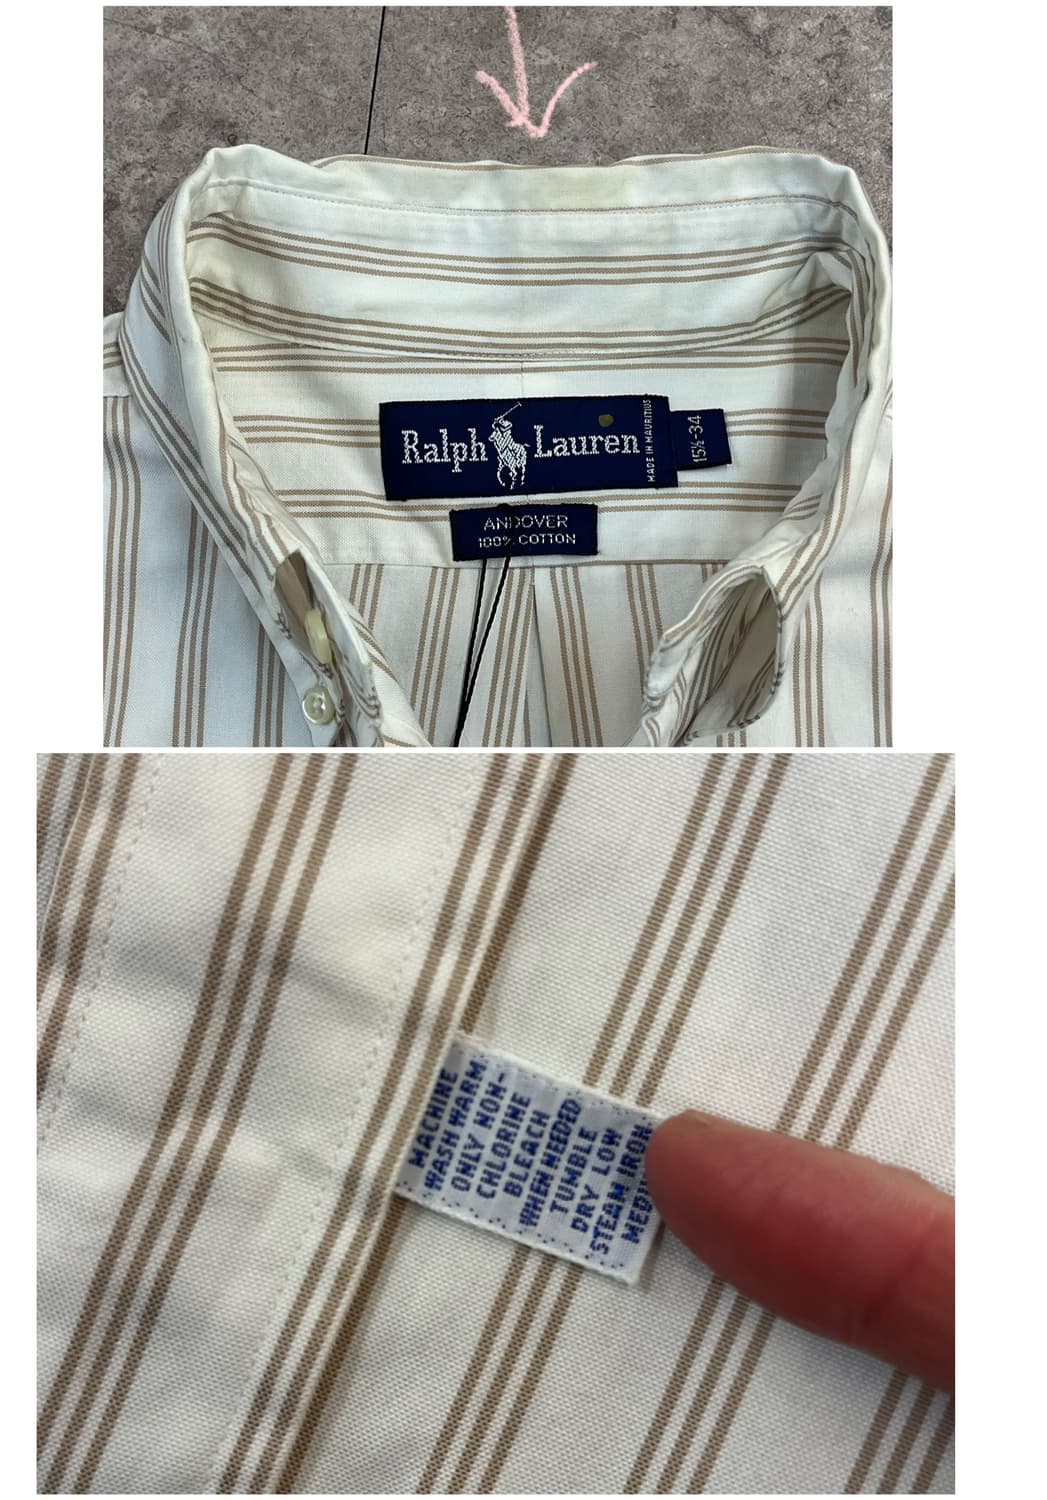 Ralph Lauren
MADE IN MAURITIUS
15½-34
ANDOVER
100% COTTON
MACHINE
WASH WARM.
ONLY NON-
CHLORINE
BLEACH
WHEN NEEDED
TUMBLE
DRY LOW
STEAM IRON